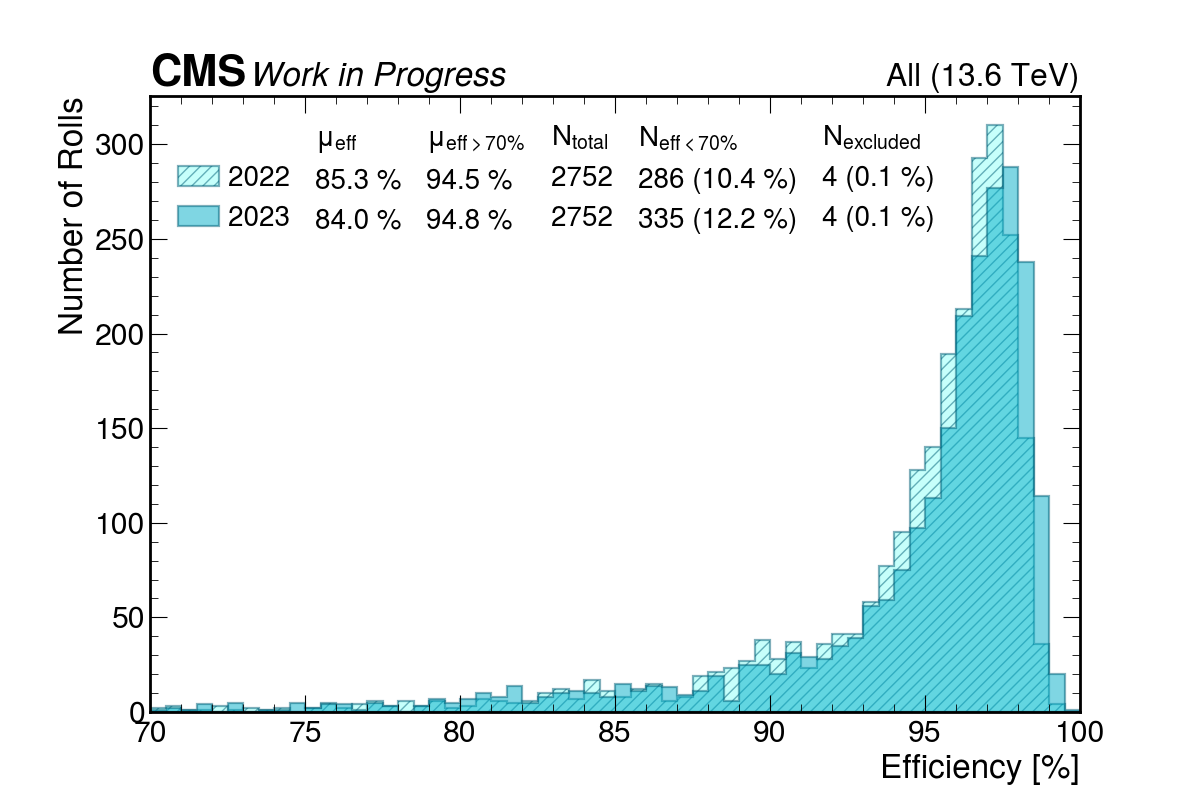 CMS Work in Progress All (13.6 TeV)
μeff μeff > 70% Ntotal Neff < 70% Nexcluded
2022 85.3 % 94.5 % 2752 286 (10.4 %) 4 (0.1 %)
2023 84.0 % 94.8 % 2752 335 (12.2 %) 4 (0.1 %)
Number of Rolls
300
250
200
150
100
50
0
70 75 80 85 90 95 100
Efficiency [%]